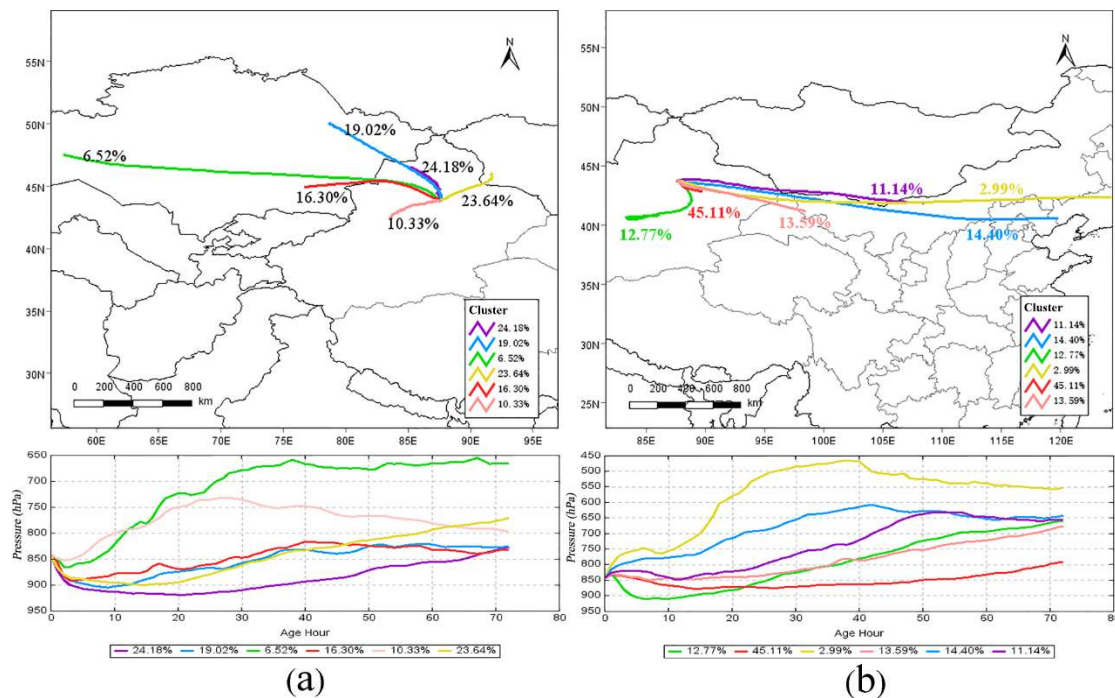 N
55N
50N
45N
40N
35N
30N
19.02%
6.52%
24.18%
16.30%
23.64%
10.33%
Cluster
24.18%
19.02%
6.52%
23.64%
16.30%
10.33%
0 200 400 600 800
km
60E 65E 70E 75E 80E 85E 90E 95E
650
700
750
800
850
900
950
Pressure (hPa)
0 10 20 30 40 50 60 70 80
Age Hour
24.18% 19.02% 6.52% 16.30% 10.33% 23.64%
(a)
N
55N
50N
45N
40N
35N
30N
25N
11.14%
2.99%
45.11%
13.59%
12.77%
14.40%
Cluster
11.14%
14.40%
12.77%
2.99%
45.11%
13.59%
0 200 400 600 800
km
85E 90E 95E 100E 105E 110E 115E 120E
450
500
550
600
650
700
750
800
850
900
950
Pressure (hPa)
0 10 20 30 40 50 60 70 80
Age Hour
12.77% 45.11% 2.99% 13.59% 14.40% 11.14%
(b)